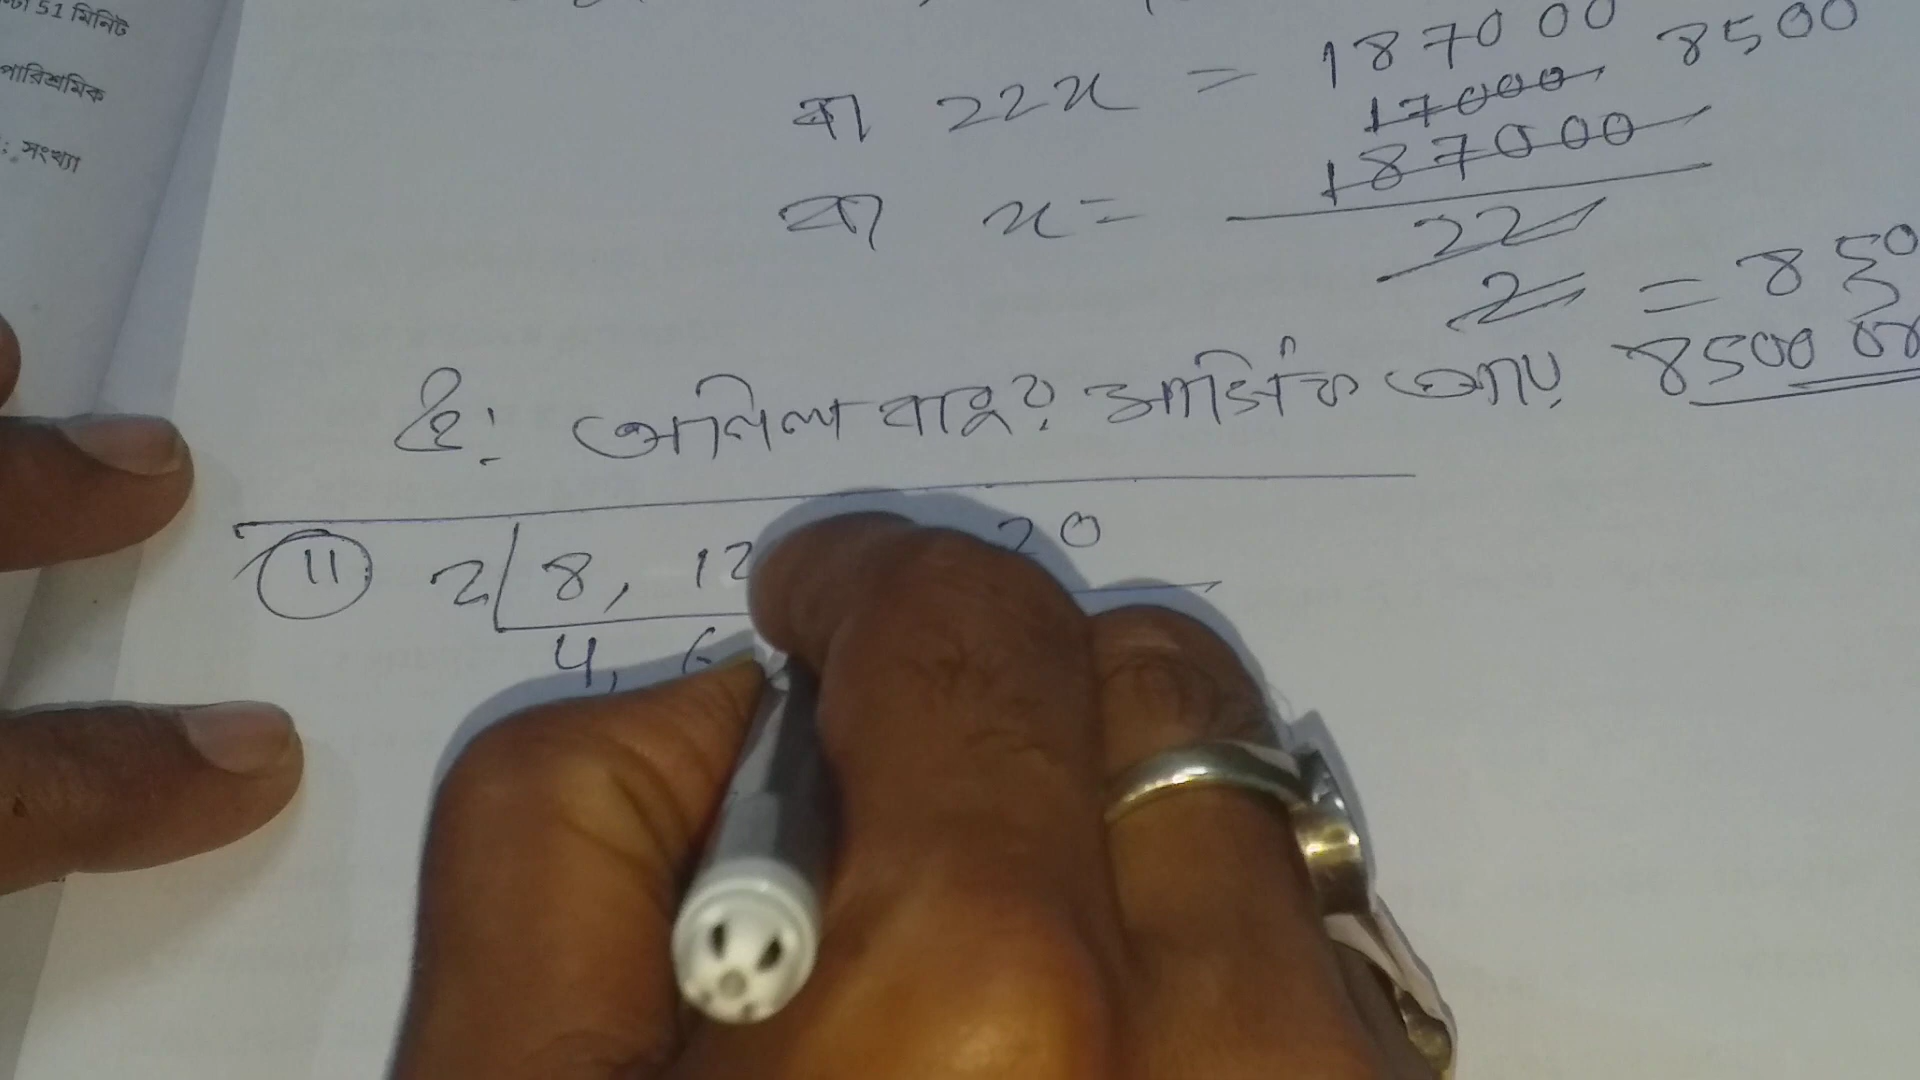 51 মিনিট
পারিশ্রমিক
: সংখ্যা
বা 22x = 187000 8500
17000
187000
বা x =
22
2 = 850
উ: অনিল বাবুর মাসিক আয় 8500
11 2 8, 12 20
4, 6